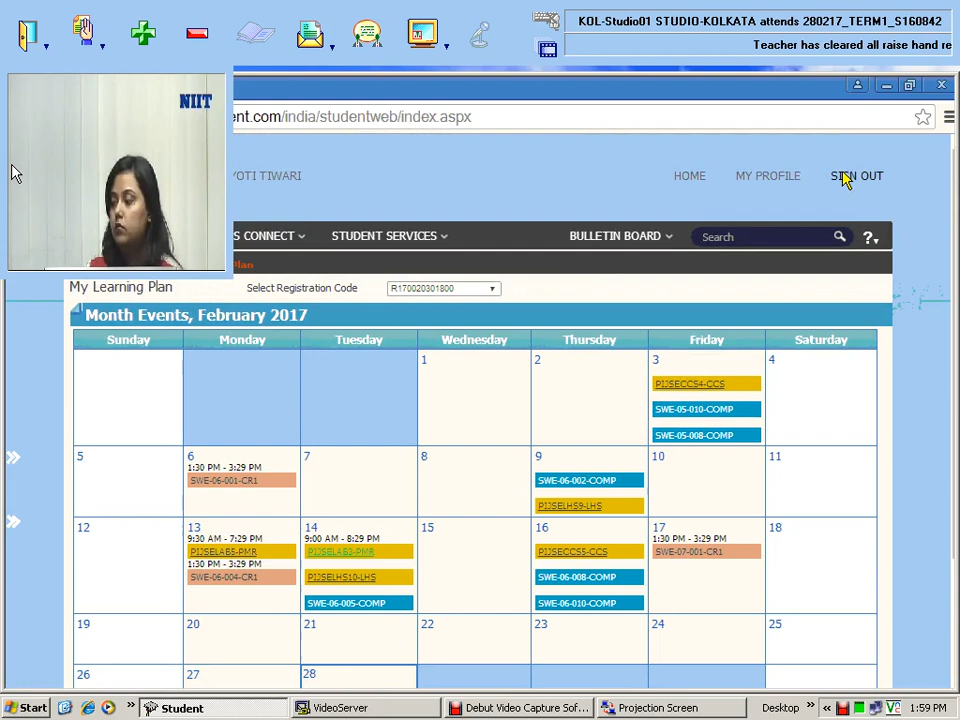 KOL-Studio01 STUDIO-KOLKATA attends 280217_TERM1_S160842
Teacher has cleared all raise hand re
NIIT
ent.com/india/studentweb/index.aspx
YOTI TIWARI
HOME MY PROFILE SIGN OUT
S CONNECT STUDENT SERVICES BULLETIN BOARD Search ?
Plan
My Learning Plan Select Registration Code R170020301800
Month Events, February 2017
Sunday Monday Tuesday Wednesday Thursday Friday Saturday
1 2 3 4
PIJSECCS4-CCS
SWE-05-010-COMP
SWE-05-008-COMP
5 6 7 8 9 10 11
1:30 PM - 3:29 PM
SWE-06-001-CR1 SWE-06-002-COMP
PIJSELHS9-LHS
12 13 14 15 16 17 18
9:30 AM - 7:29 PM 9:00 AM - 8:29 PM 1:30 PM - 3:29 PM
PIJSELAB5-PMR PIJSELAB3-PMR PIJSECCS5-CCS SWE-07-001-CR1
1:30 PM - 3:29 PM
SWE-06-004-CR1 PIJSELHS10-LHS SWE-06-008-COMP
SWE-06-005-COMP SWE-06-010-COMP
19 20 21 22 23 24 25
26 27 28
Start Student VideoServer Debut Video Capture Sof... Projection Screen Desktop 1:59 PM